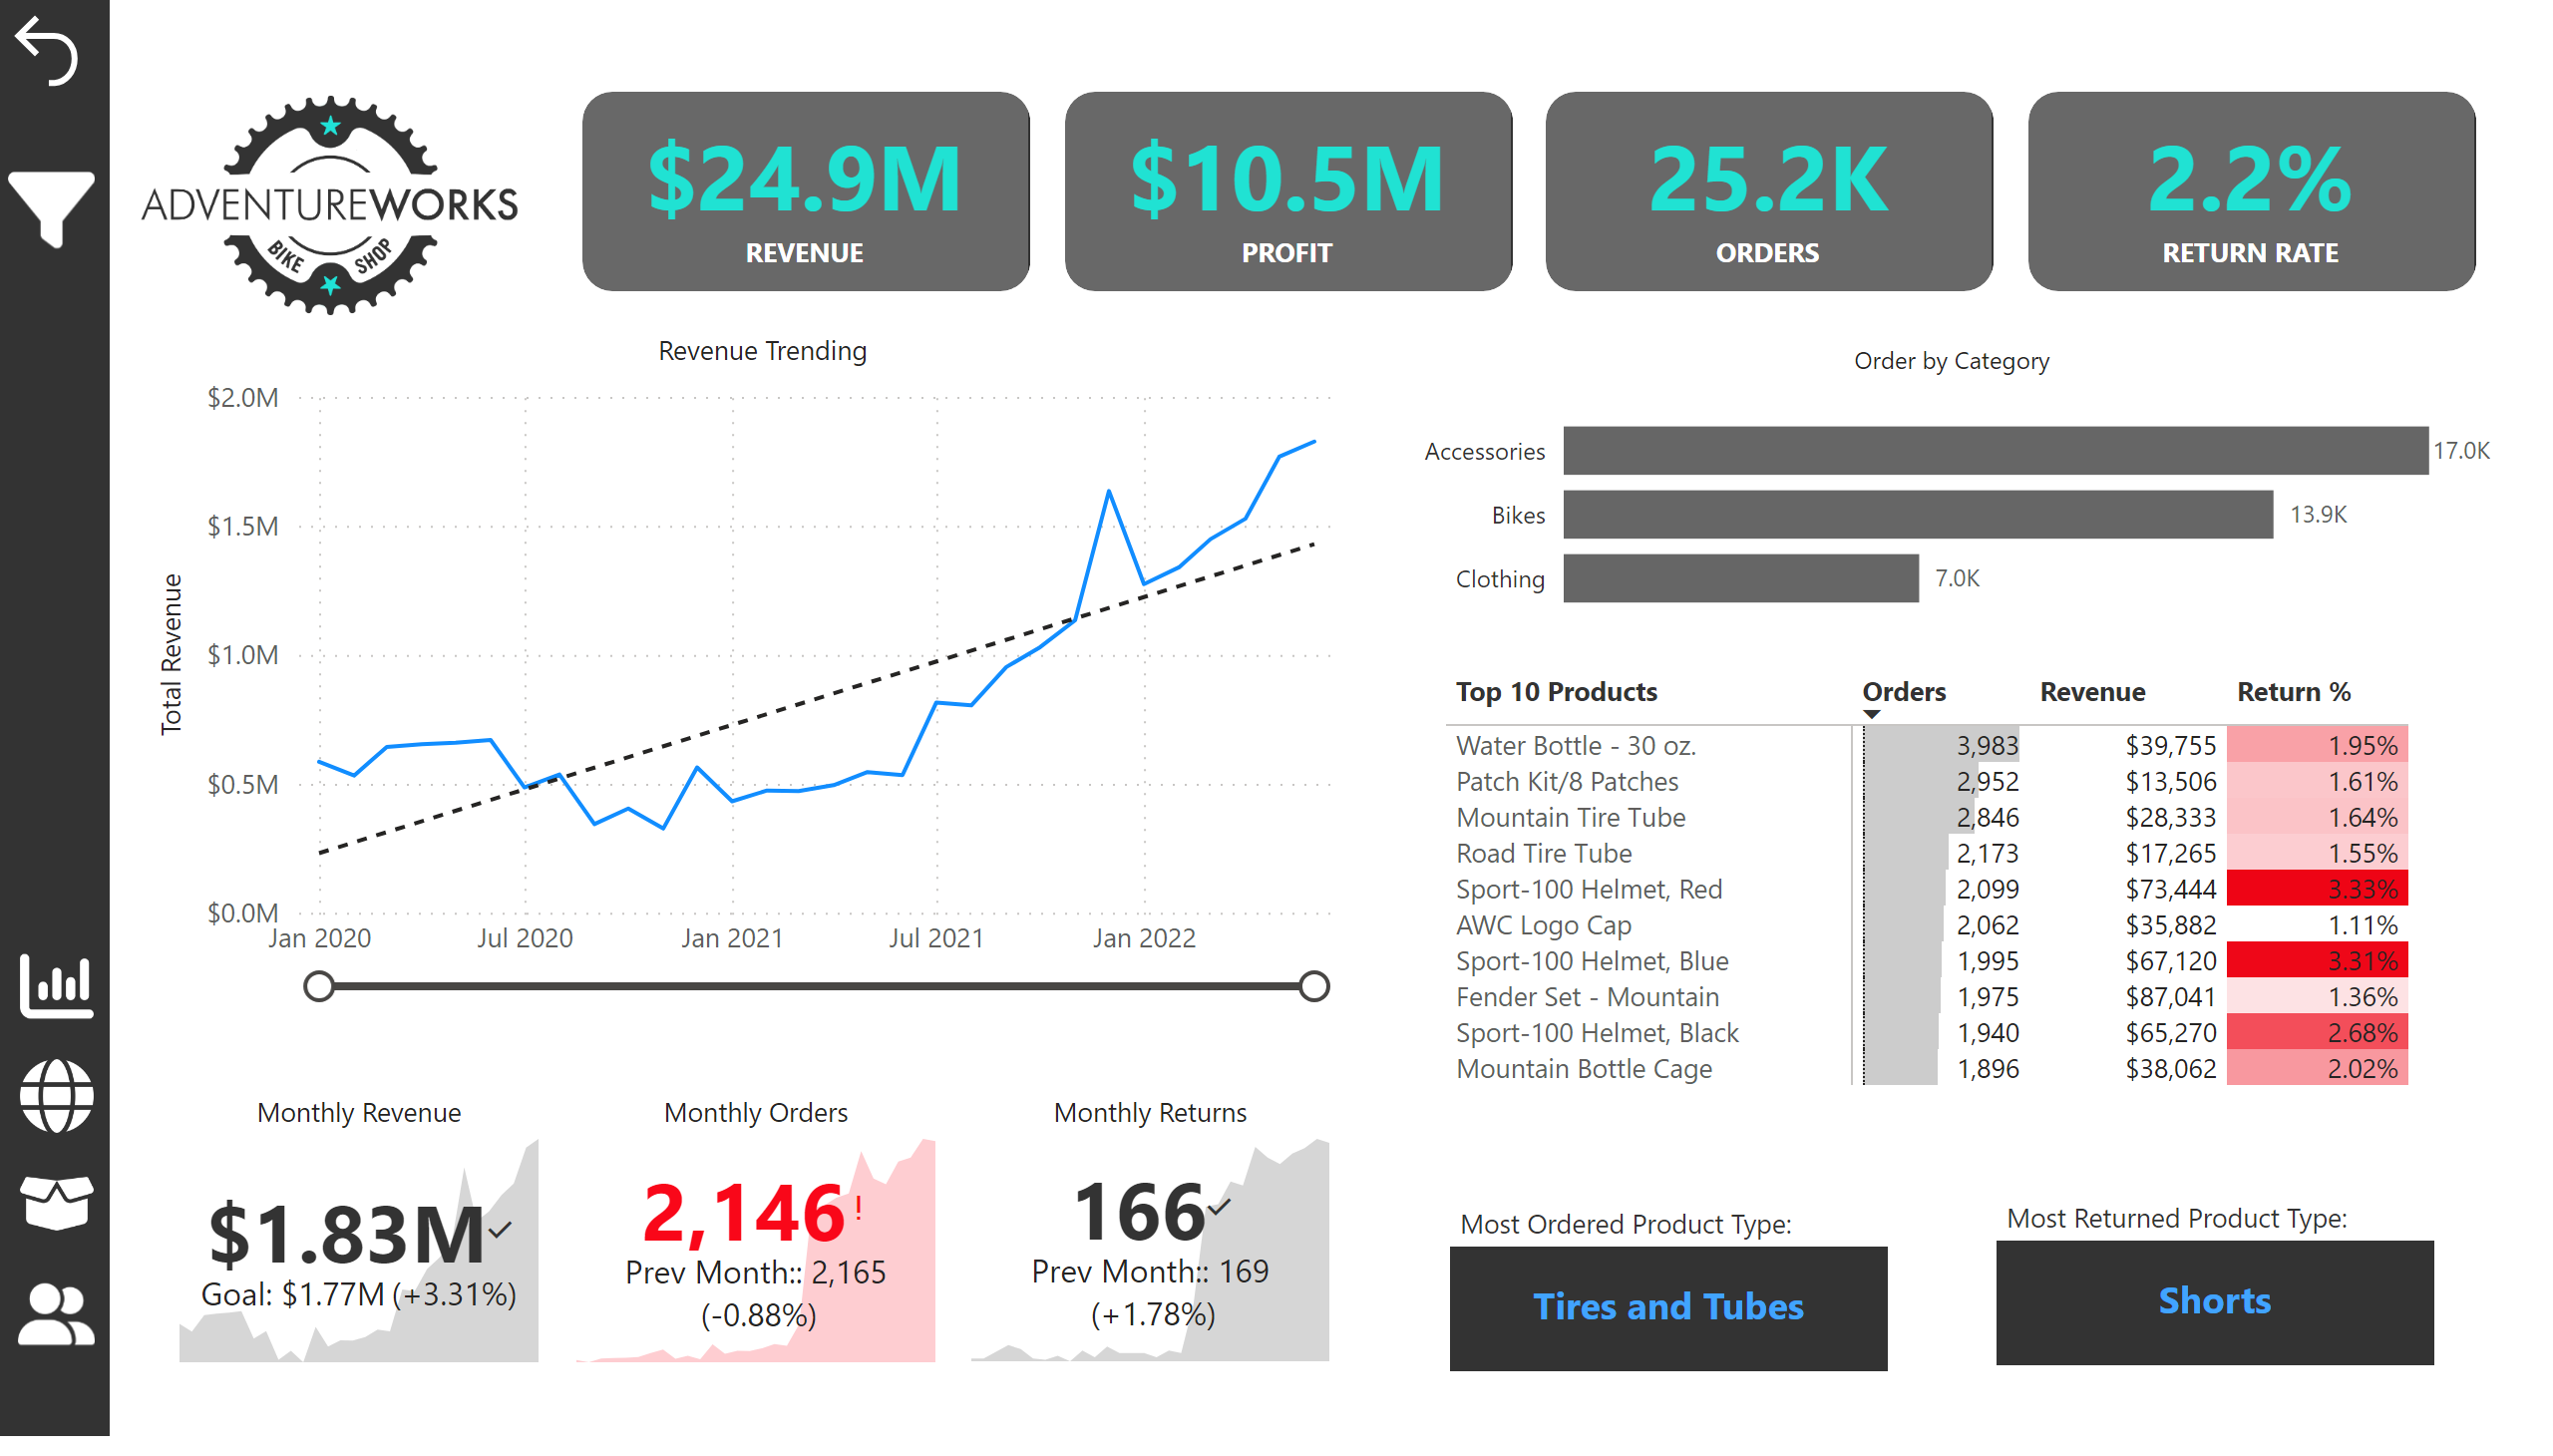 ADVENTUREWORKS
BIKE SHOP
$24.9M
REVENUE
$10.5M
PROFIT
25.2K
ORDERS
2.2%
RETURN RATE
Revenue Trending
Total Revenue
$2.0M
$1.5M
$1.0M
$0.5M
$0.0M
Jan 2020 Jul 2020 Jan 2021 Jul 2021 Jan 2022
Order by Category
Accessories 17.0K
Bikes 13.9K
Clothing 7.0K
Top 10 Products Orders Revenue Return %
Water Bottle - 30 oz. 3,983 $39,755 1.95%
Patch Kit/8 Patches 2,952 $13,506 1.61%
Mountain Tire Tube 2,846 $28,333 1.64%
Road Tire Tube 2,173 $17,265 1.55%
Sport-100 Helmet, Red 2,099 $73,444 3.33%
AWC Logo Cap 2,062 $35,882 1.11%
Sport-100 Helmet, Blue 1,995 $67,120 3.31%
Fender Set - Mountain 1,975 $87,041 1.36%
Sport-100 Helmet, Black 1,940 $65,270 2.68%
Mountain Bottle Cage 1,896 $38,062 2.02%
Monthly Revenue
$1.83M
Goal: $1.77M (+3.31%)
Monthly Orders
2,146!
Prev Month:: 2,165
(-0.88%)
Monthly Returns
166
Prev Month:: 169
(+1.78%)
Most Ordered Product Type:
Tires and Tubes
Most Returned Product Type:
Shorts